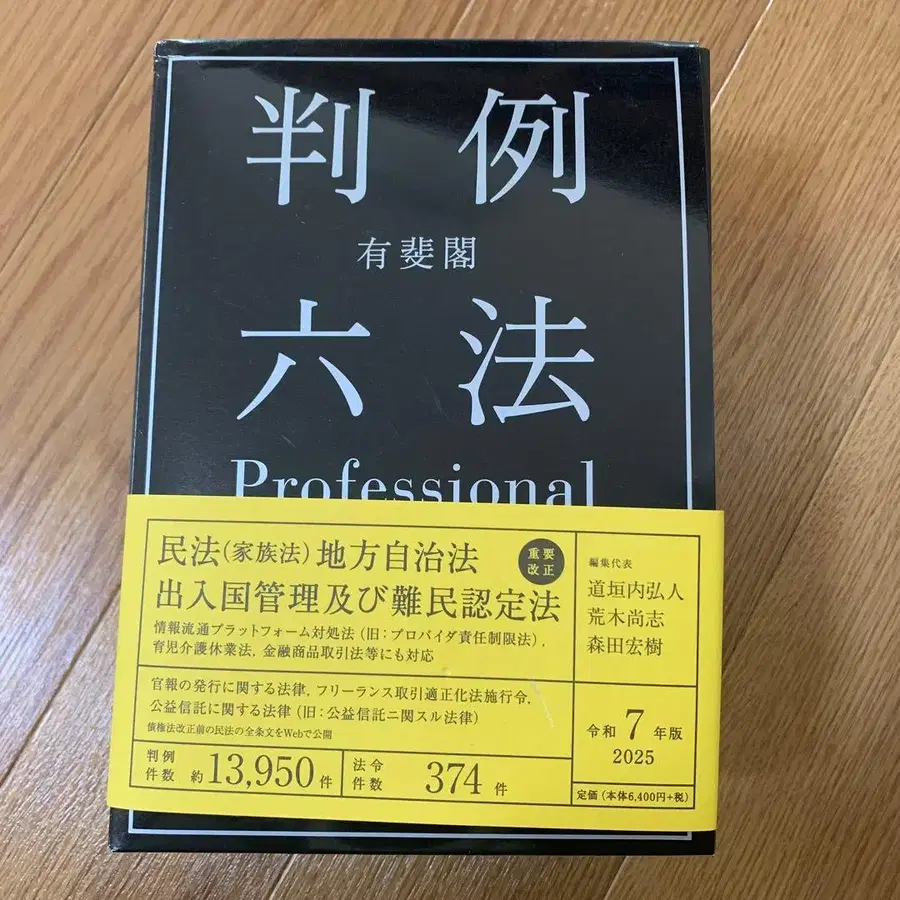 判例
有斐閣
六法
Professional
民法(家族法)地方自治法
出入国管理及び難民認定法
重要
改正
情報流通プラットフォーム対処法(旧:プロバイダ責任制限法),
育児介護休業法,金融商品取引法等にも対応
官報の発行に関する法律,フリーランス取引適正化法施行令,
公益信託に関する法律(旧:公益信託ニ関スル法律)
債権法改正前の民法の全条文をWebで公開
判例
件数 約13,950件
法令
件数 374件
編集代表
道垣内弘人
荒木尚志
森田宏樹
令和7年版
2025
定価(本体6,400円+税)